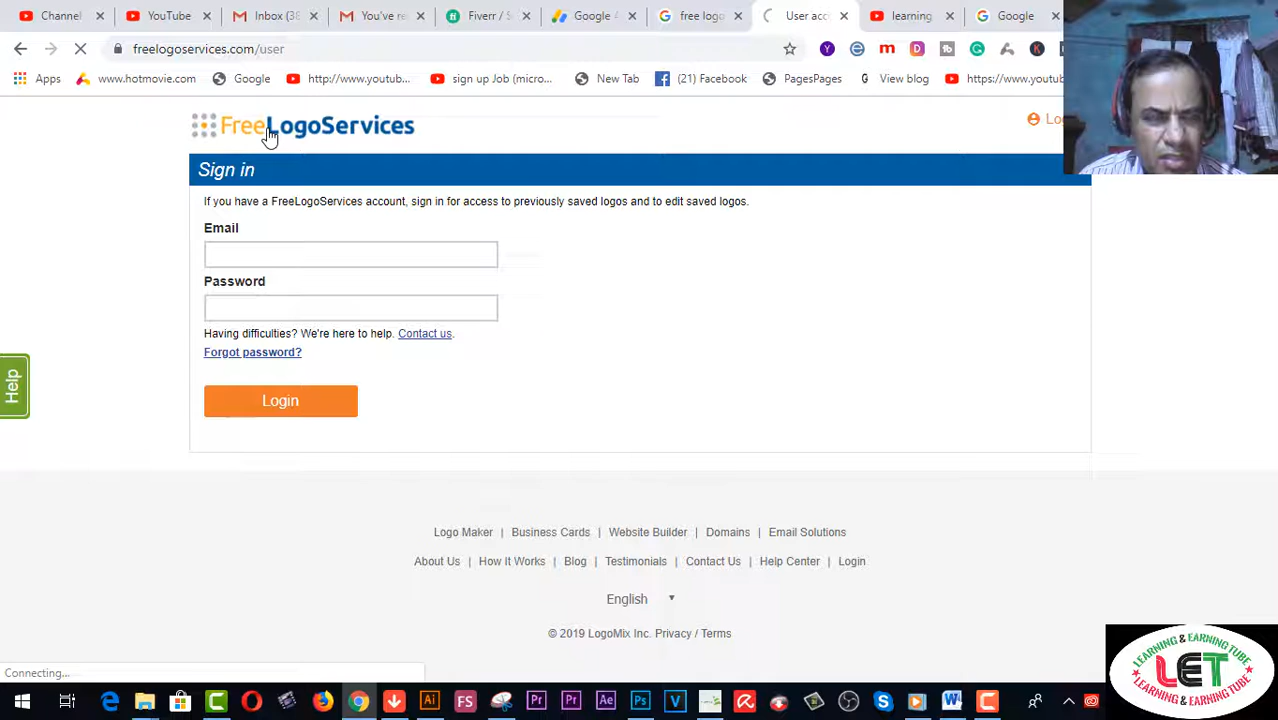 Channel
YouTube
Inbox (38
You've re
Fiverr / S
Google A
free logo
User acc
learning
Google
freelogoservices.com/user
Apps
www.hotmovie.com
Google
http://www.youtub...
sign up Job (micro...
New Tab
(21) Facebook
PagesPages
View blog
https://www.youtub
FreeLogoServices
Lo
Sign in
If you have a FreeLogoServices account, sign in for access to previously saved logos and to edit saved logos.
Email
Password
Having difficulties? We're here to help. Contact us.
Forgot password?
Login
Help
Logo Maker | Business Cards | Website Builder | Domains | Email Solutions
About Us | How It Works | Blog | Testimonials | Contact Us | Help Center | Login
English
© 2019 LogoMix Inc. Privacy / Terms
Connecting...
LEARNING & EARNING TUBE
LET
LEARNING & EARNING TUBE